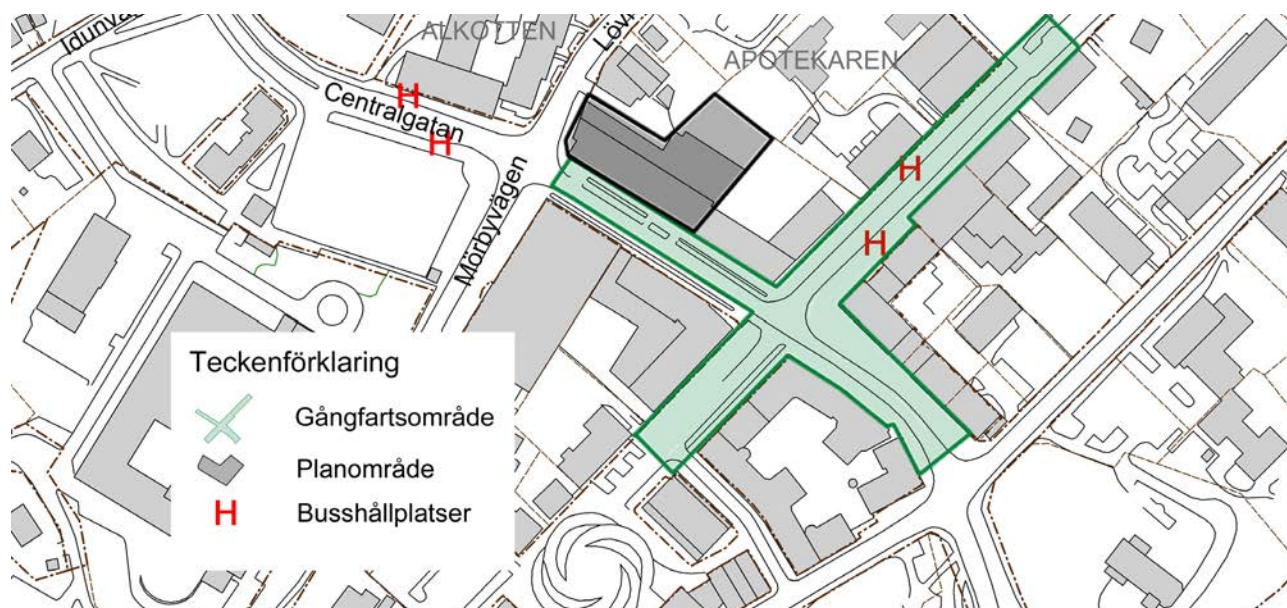 ALKOTTEN
APOTEKAREN
Centralgatan
H
H
Mörbyvägen
H
H
Teckenförklaring
Gångfartsområde
Planområde
H Busshållplatser